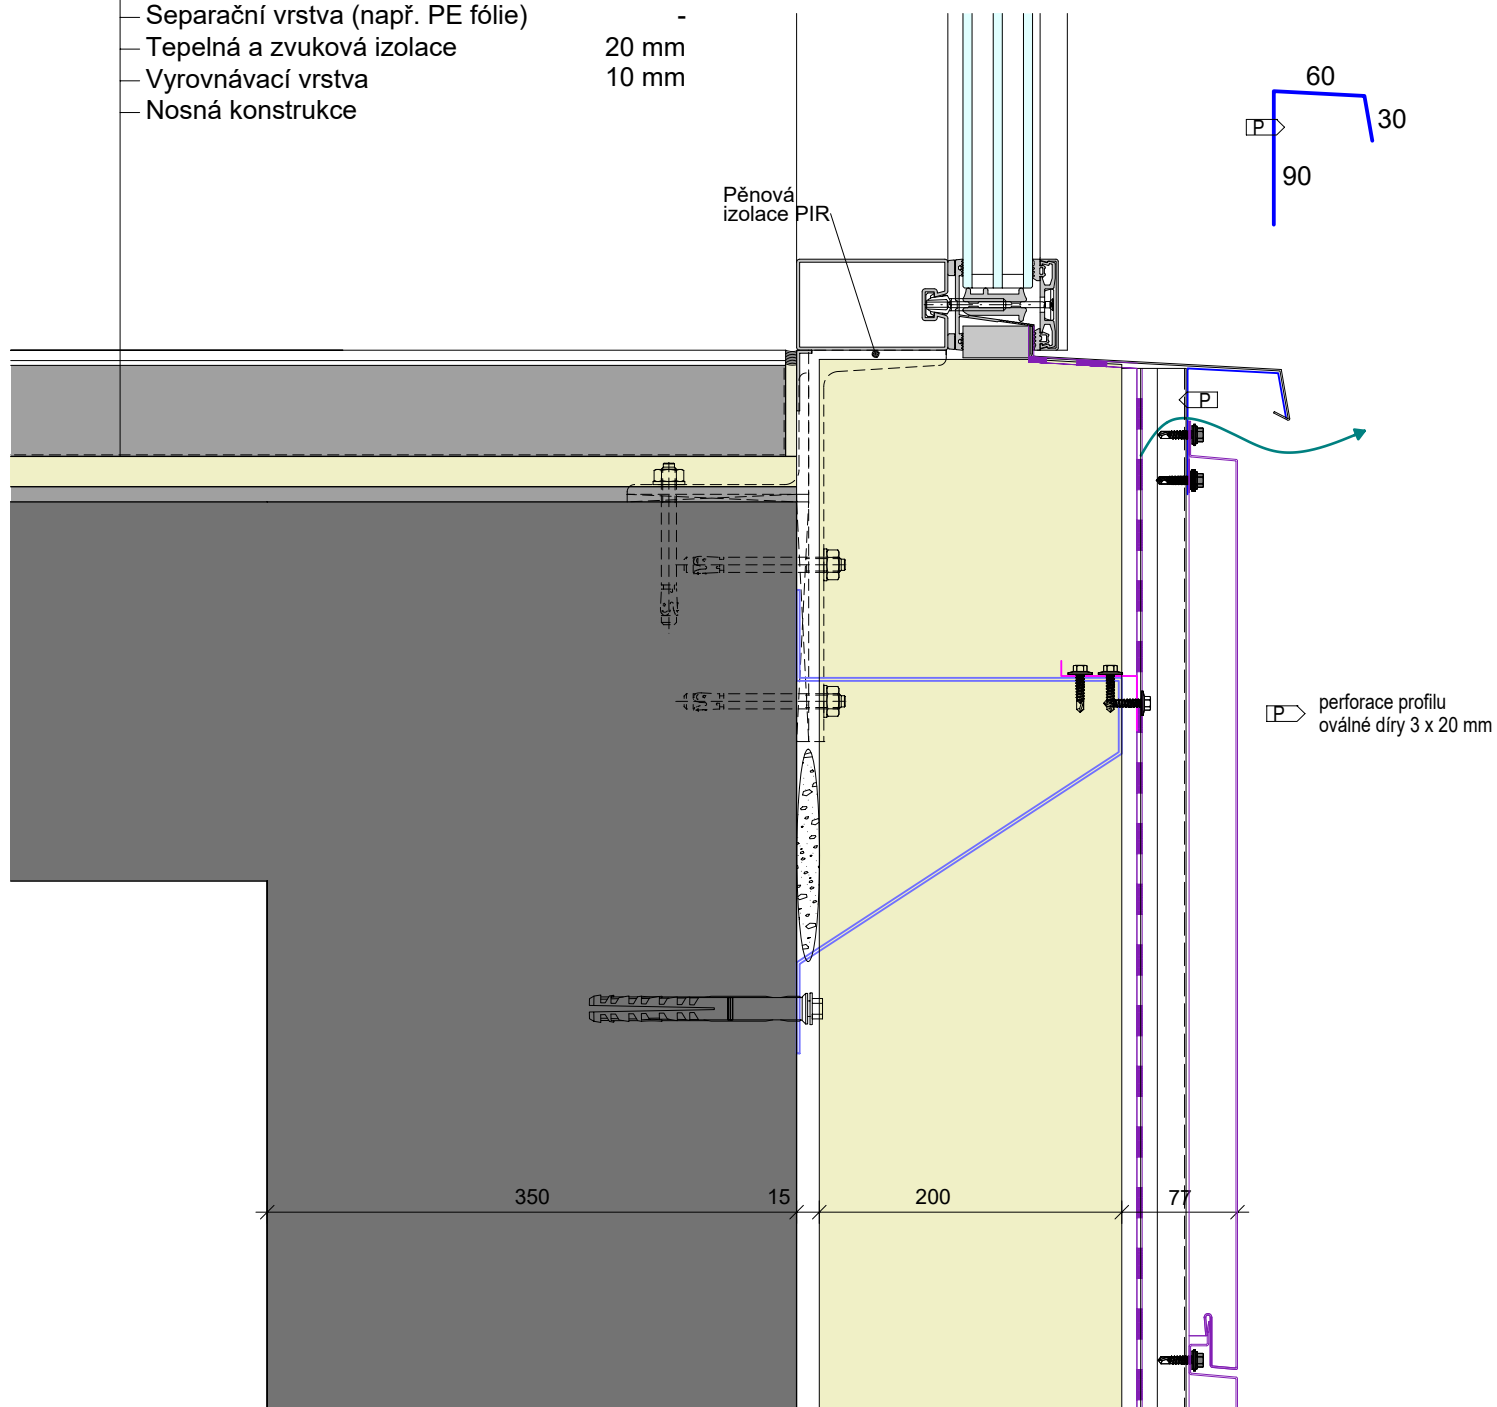 Separační vrstva (např. PE fólie) -
Tepelná a zvuková izolace 20 mm
Vyrovnávací vrstva 10 mm
Nosná konstrukce
60
P
30
90
Pěnová
izolace PIR
P
P
perforace profilu
oválné díry 3 x 20 mm
350
15
200
77